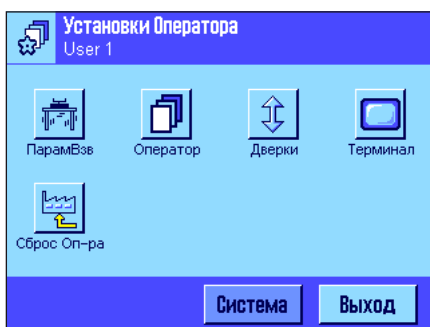 Установки Оператора
User 1
ПарамВзв Оператор Дверки Терминал
Сброс Оп-ра
Система Выход